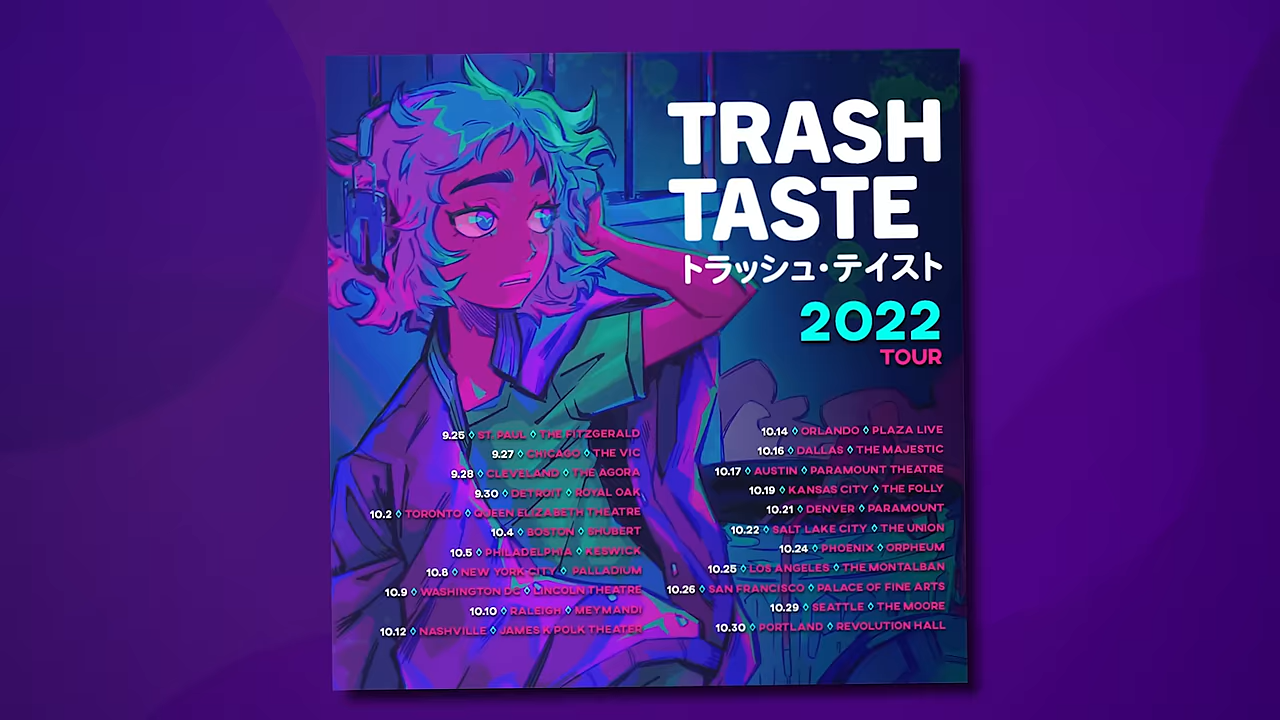 TRASH
TASTE
トラッシュ・テイスト
2022
TOUR
9.25 ◊ ST. PAUL ◊ THE FITZGERALD
9.27 ◊ CHICAGO ◊ THE VIC
9.28 ◊ CLEVELAND ◊ THE AGORA
9.30 ◊ DETROIT ◊ ROYAL OAK
10.2 ◊ TORONTO ◊ QUEEN ELIZABETH THEATRE
10.4 ◊ BOSTON ◊ SHUBERT
10.5 ◊ PHILADELPHIA ◊ KESWICK
10.8 ◊ NEW YORK CITY ◊ PALLADIUM
10.9 ◊ WASHINGTON DC ◊ LINCOLN THEATRE
10.10 ◊ RALEIGH ◊ MEYMANDI
10.12 ◊ NASHVILLE ◊ JAMES K POLK THEATER
10.14 ◊ ORLANDO ◊ PLAZA LIVE
10.16 ◊ DALLAS ◊ THE MAJESTIC
10.17 ◊ AUSTIN ◊ PARAMOUNT THEATRE
10.19 ◊ KANSAS CITY ◊ THE FOLLY
10.21 ◊ DENVER ◊ PARAMOUNT
10.22 ◊ SALT LAKE CITY ◊ THE UNION
10.24 ◊ PHOENIX ◊ ORPHEUM
10.25 ◊ LOS ANGELES ◊ THE MONTALBAN
10.26 ◊ SAN FRANCISCO ◊ PALACE OF FINE ARTS
10.29 ◊ SEATTLE ◊ THE MOORE
10.30 ◊ PORTLAND ◊ REVOLUTION HALL